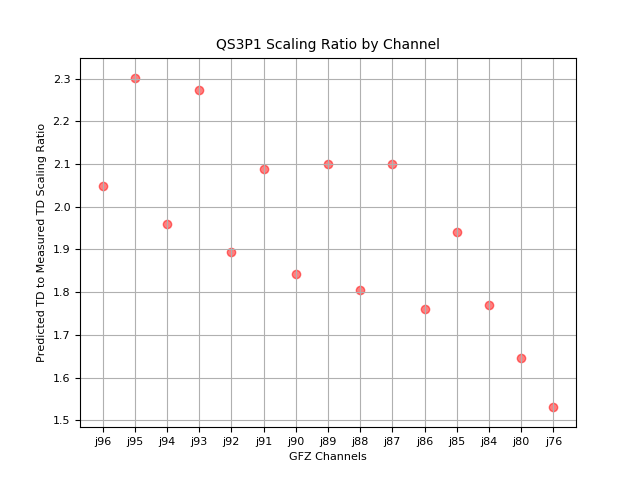 QS3P1 Scaling Ratio by Channel
Predicted TD to Measured TD Scaling Ratio
2.3
2.2
2.1
2.0
1.9
1.8
1.7
1.6
1.5
j96 j95 j94 j93 j92 j91 j90 j89 j88 j87 j86 j85 j84 j80 j76
GFZ Channels